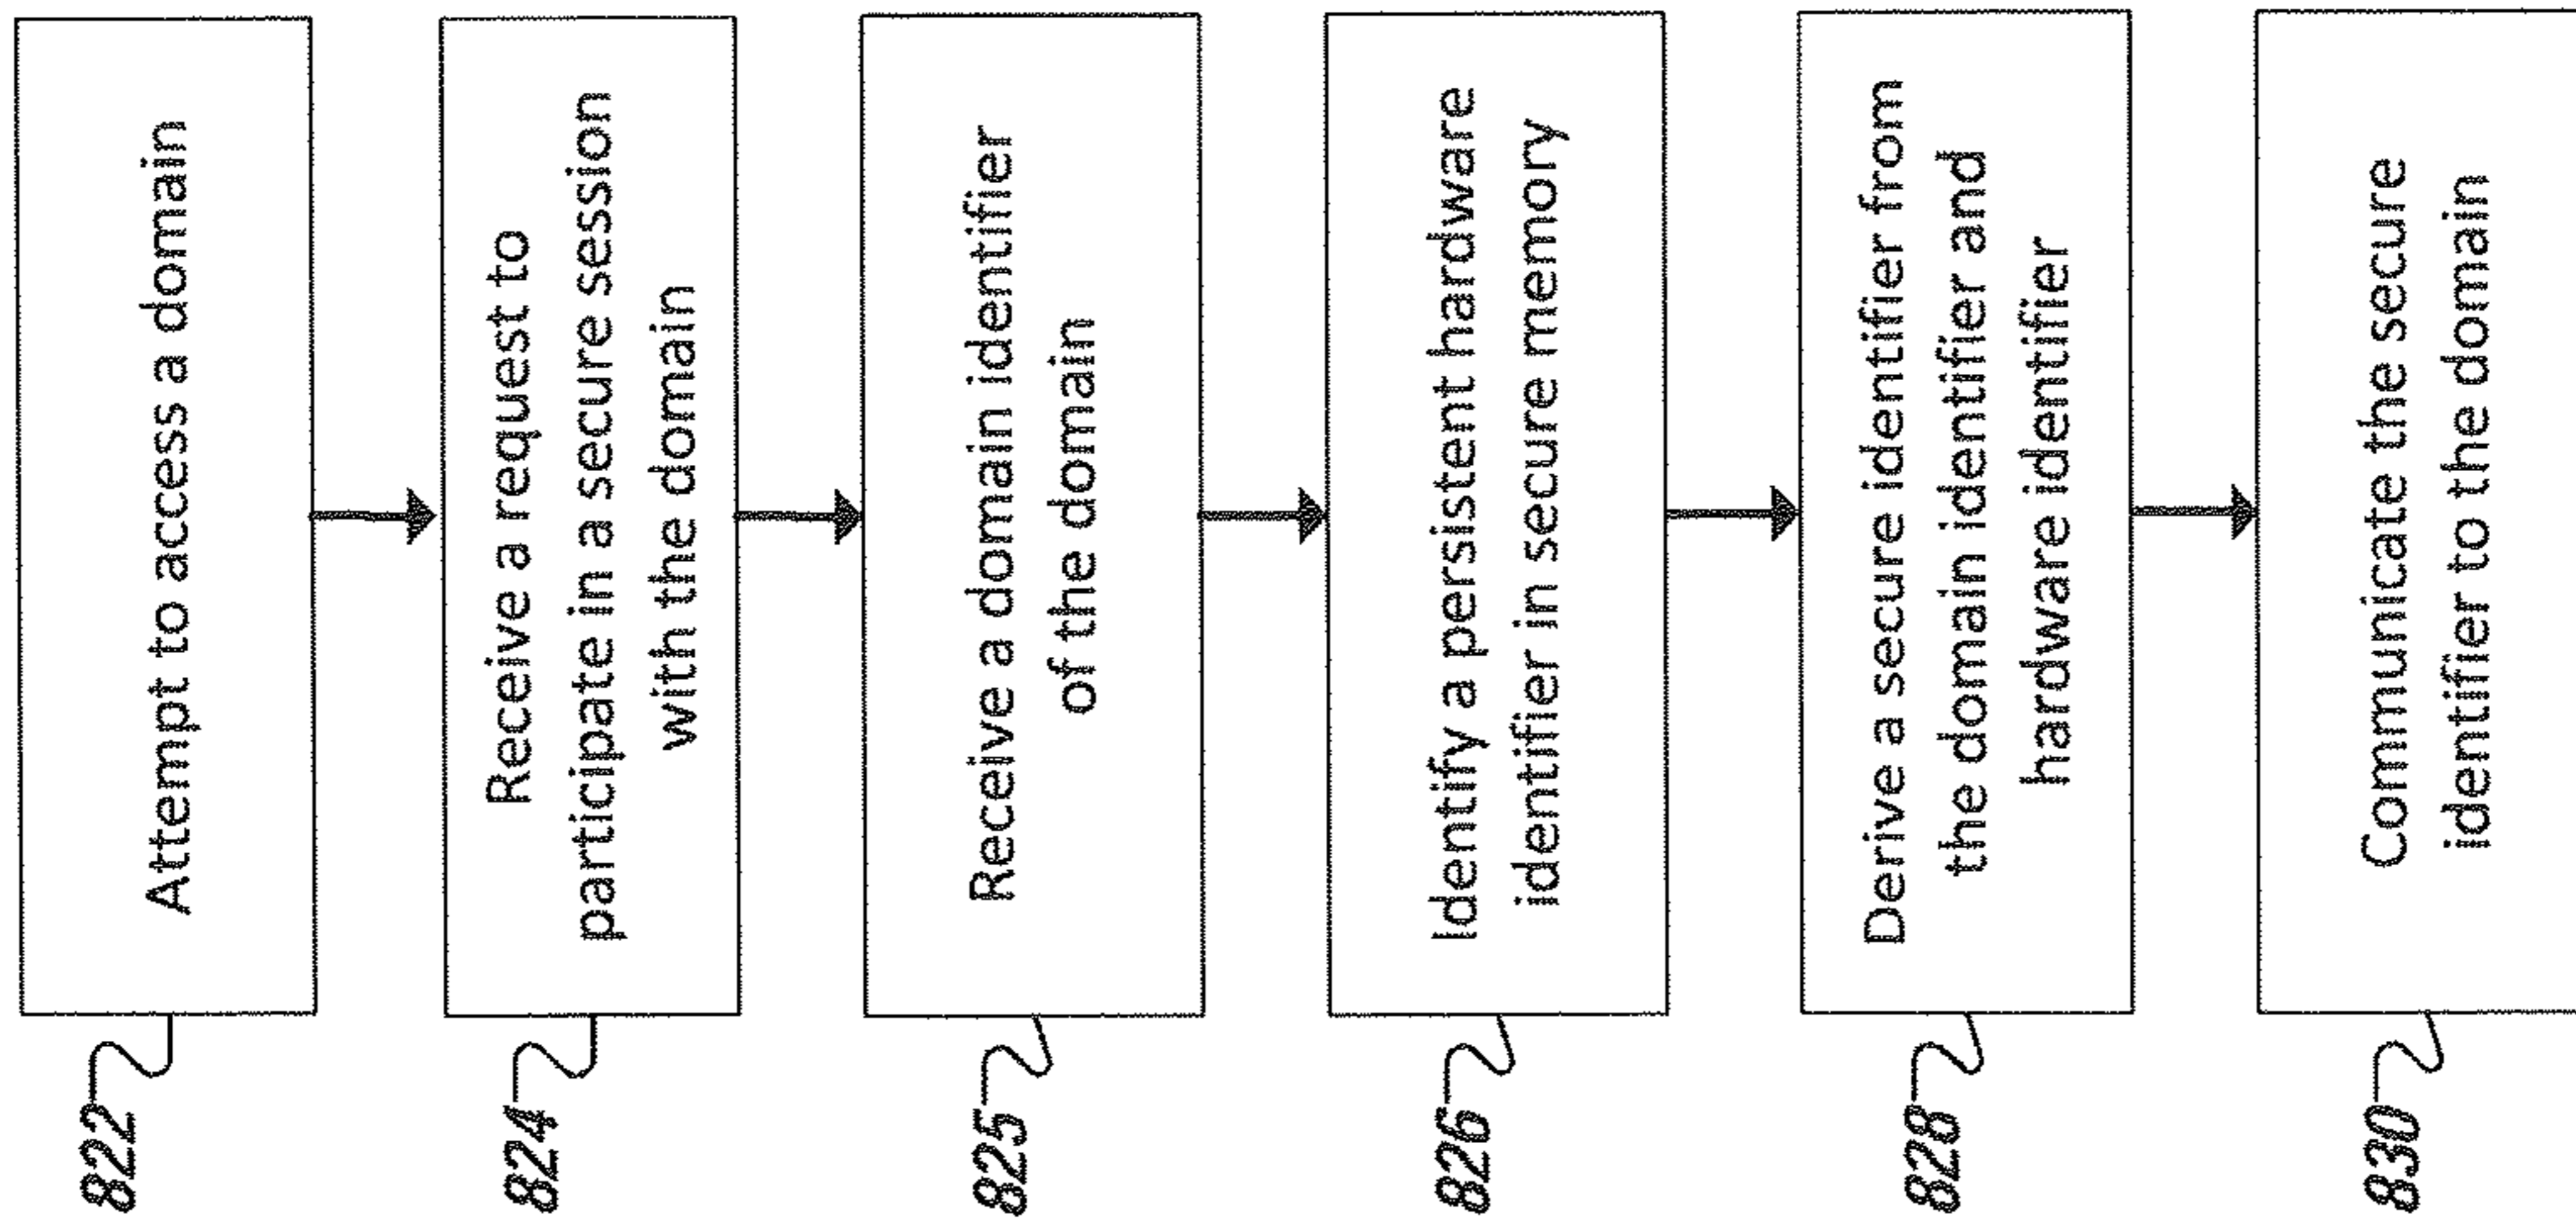 822
Attempt to access a domain
824
Receive a request to
participate in a secure session
with the domain
825
Receive a domain identifier
of the domain
826
Identify a persistent hardware
identifier in secure memory
828
Derive a secure identifier from
the domain identifier and
hardware identifier
830
Communicate the secure
identifier to the domain